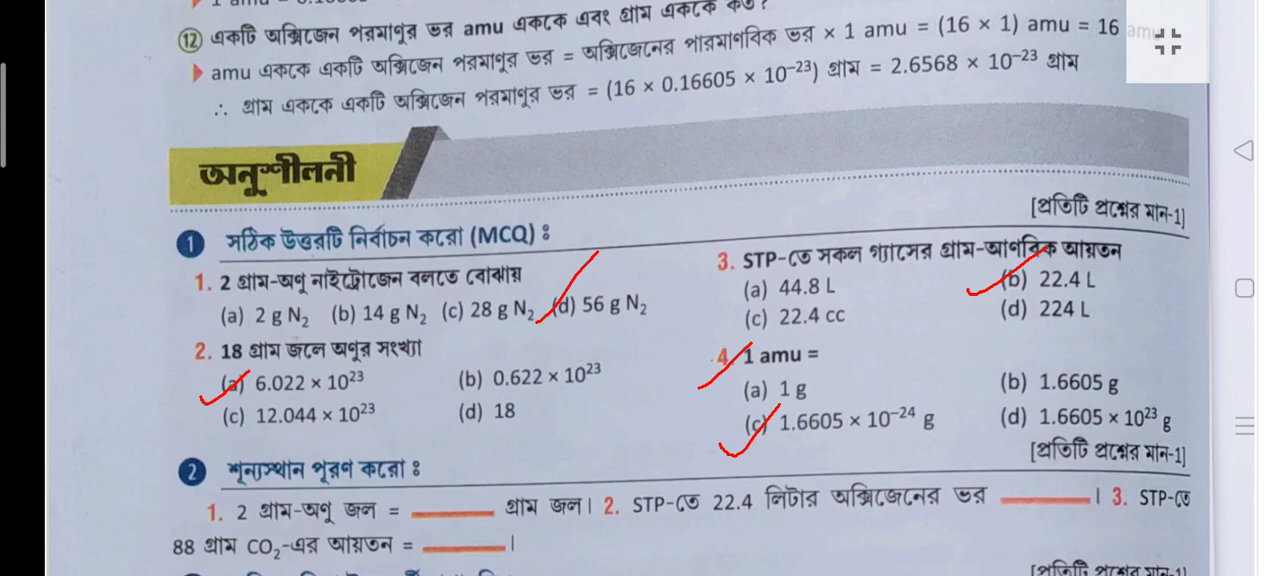 ⑫ একটি অক্সিজেন পরমাণুর ভর amu এককে এবং গ্রাম এককে কত?
▶ amu এককে একটি অক্সিজেন পরমাণুর ভর = অক্সিজেনের পারমাণবিক ভর × 1 amu = (16 × 1) amu = 16 amu
∴ গ্রাম এককে একটি অক্সিজেন পরমাণুর ভর = (16 × 0.16605 × 10⁻²³) গ্রাম = 2.6568 × 10⁻²³ গ্রাম
অনুশীলনী
[প্রতিটি প্রশ্নের মান-1]
1 সঠিক উত্তরটি নির্বাচন করো (MCQ) :
1. 2 গ্রাম-অণু নাইট্রোজেন বলতে বোঝায়
(a) 2 g N₂ (b) 14 g N₂ (c) 28 g N₂ (d) 56 g N₂
2. 18 গ্রাম জলে অণুর সংখ্যা
(a) 6.022 × 10²³ (b) 0.622 × 10²³
(c) 12.044 × 10²³ (d) 18
3. STP-তে সকল গ্যাসের গ্রাম-আণবিক আয়তন
(a) 44.8 L (b) 22.4 L
(c) 22.4 cc (d) 224 L
4. 1 amu =
(a) 1 g (b) 1.6605 g
(c) 1.6605 × 10⁻²⁴ g (d) 1.6605 × 10²³ g
[প্রতিটি প্রশ্নের মান-1]
2 শূন্যস্থান পূরণ করো :
1. 2 গ্রাম-অণু জল = ______ গ্রাম জল। 2. STP-তে 22.4 লিটার অক্সিজেনের ভর ______ । 3. STP-তে
88 গ্রাম CO₂-এর আয়তন = ______ ।
[প্রতিটি প্রশ্নের মান-1]